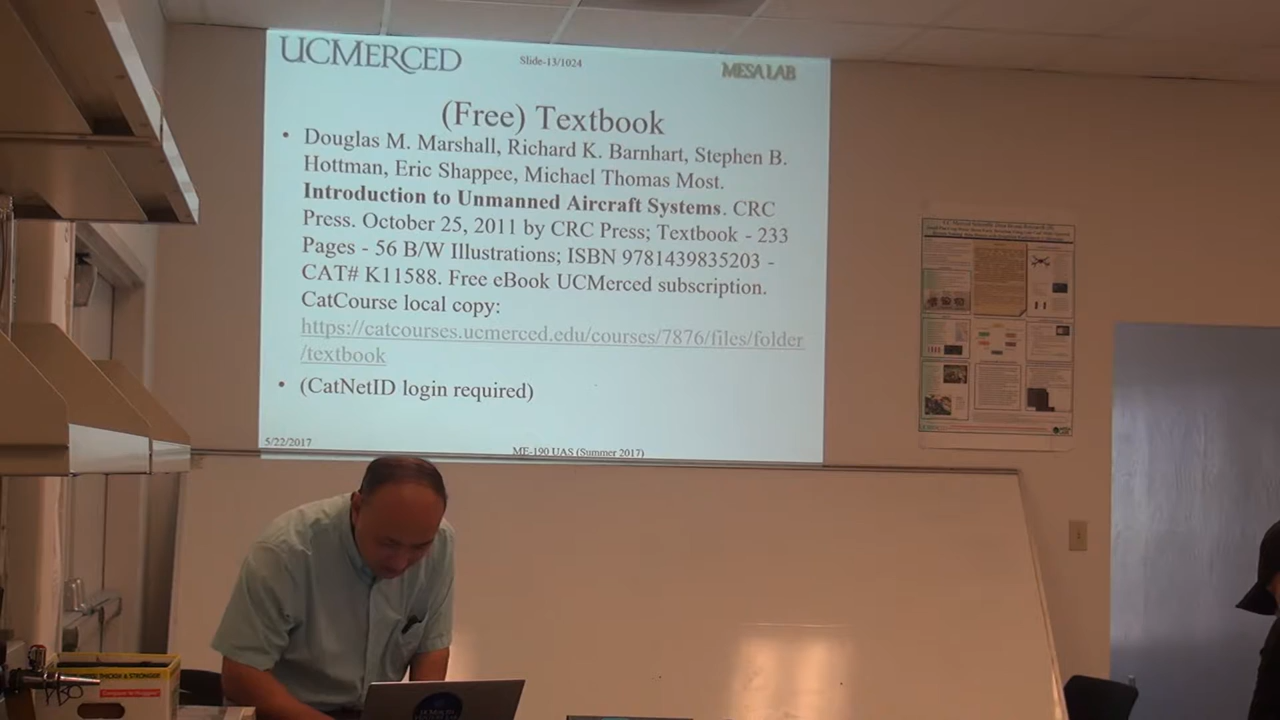 UCMERCED
Slide-13/1024
MESA LAB
(Free) Textbook
• Douglas M. Marshall, Richard K. Barnhart, Stephen B.
Hottman, Eric Shappee, Michael Thomas Most.
Introduction to Unmanned Aircraft Systems. CRC
Press. October 25, 2011 by CRC Press; Textbook - 233
Pages - 56 B/W Illustrations; ISBN 9781439835203 -
CAT# K11588. Free eBook UCMerced subscription.
CatCourse local copy:
https://catcourses.ucmerced.edu/courses/7876/files/folder
/textbook
• (CatNetID login required)
5/22/2017
ME-190 UAS (Summer 2017)
THICK & STRONGER
UCMERCED